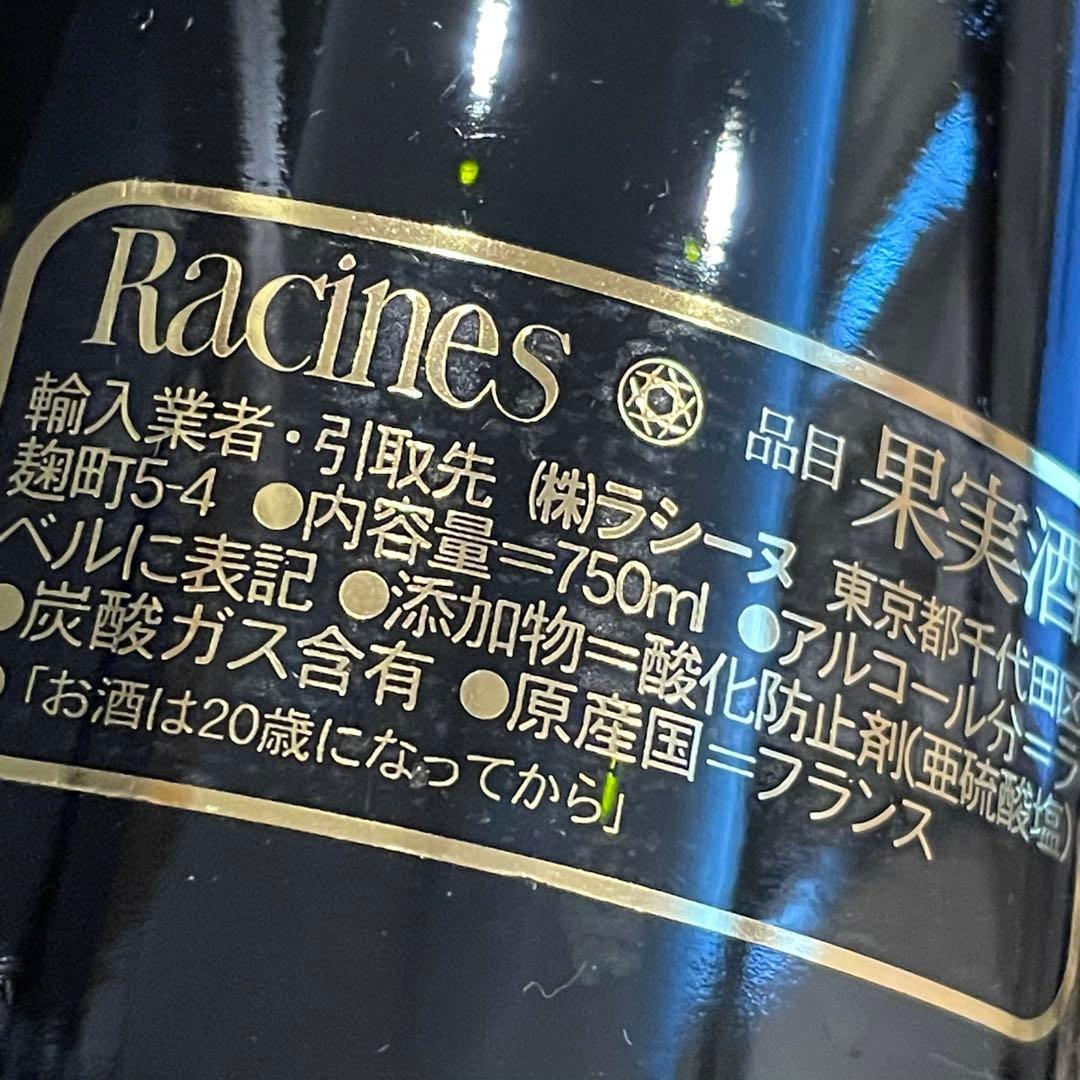 Racines
品目 果実酒
輸入業者・引取先 (株)ラシーヌ 東京都千代田区
麹町5-4 ●内容量=750ml ●アルコール分=ラ
ベルに表記 ●添加物=酸化防止剤(亜硫酸塩)
●炭酸ガス含有 ●原産国=フランス
●「お酒は20歳になってから」